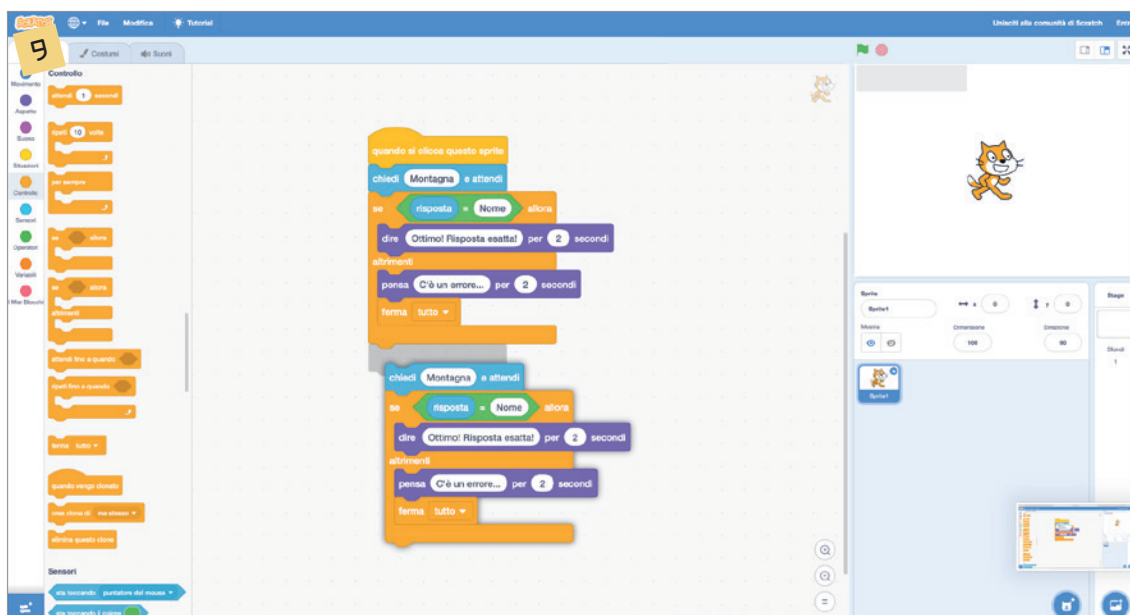 SCRATCH File Modifica Tutorial Unisciti alla comunità di Scratch
9
Costumi Suoni
Movimento
Aspetto
Suono
Situazioni
Controllo
Sensori
Operatori
Variabili
I Miei Blocchi
Controllo
attendi 1 secondi
ripeti 10 volte
per sempre
se allora
se allora
altrimenti
attendi fino a quando
ripeti fino a quando
ferma tutto
quando vengo clonato
crea clone di me stesso
elimina questo clone
Sensori
sta toccando puntatore del mouse
sta toccando il colore
quando si clicca questo sprite
chiedi Montagna e attendi
se risposta = Nome allora
dire Ottimo! Risposta esatta! per 2 secondi
altrimenti
pensa C'è un errore... per 2 secondi
ferma tutto
chiedi Montagna e attendi
se risposta = Nome allora
dire Ottimo! Risposta esatta! per 2 secondi
altrimenti
pensa C'è un errore... per 2 secondi
ferma tutto
Sprite
Sprite1 x 0 y 0
Mostra Dimensione Direzione
100 90
Sprite1
Stage
Sfondi
1